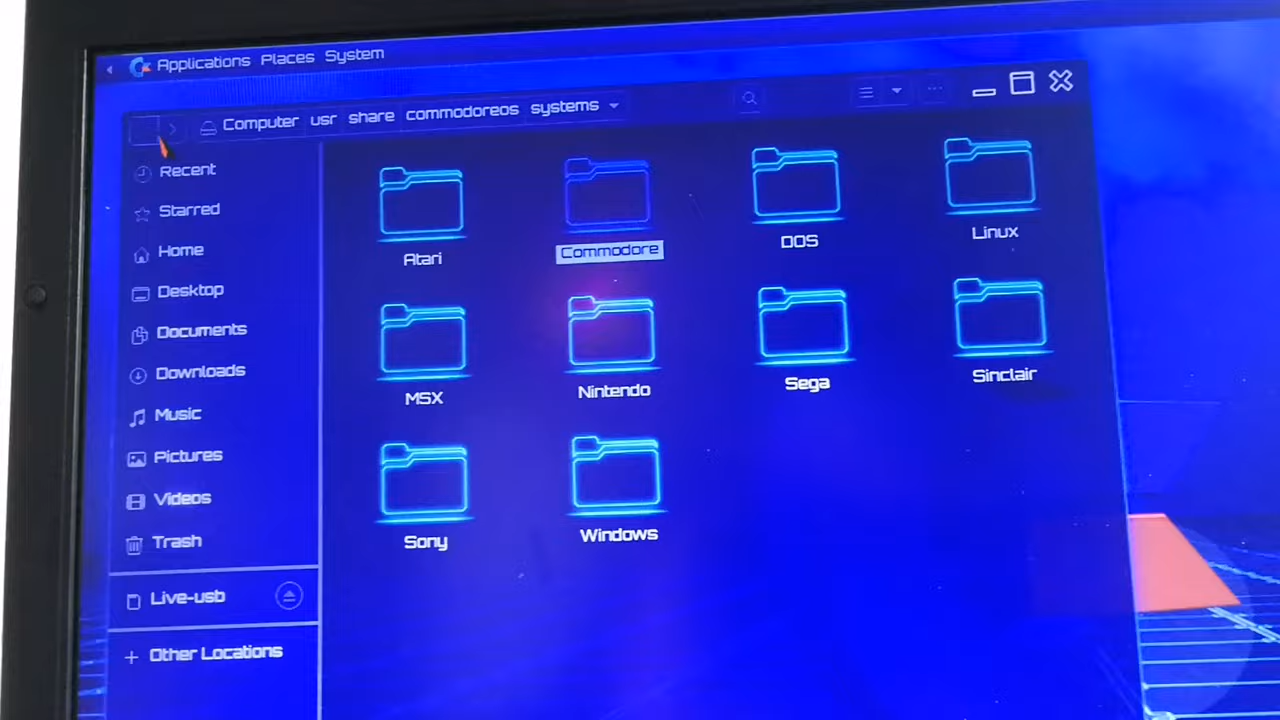 Applications Places System
Computer usr share commodoreos systems
Recent
Starred
Home
Desktop
Documents
Downloads
Music
Pictures
Videos
Trash
Live-usb
Other Locations
Atari
Commodore
DOS
Linux
MSX
Nintendo
Sega
Sinclair
Sony
Windows